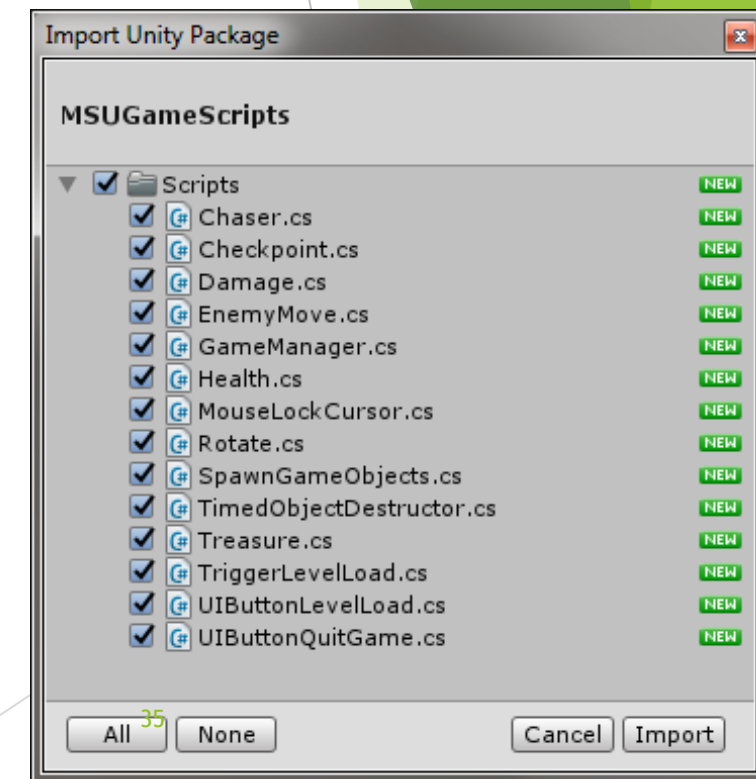 Import Unity Package
MSUGameScripts
Scripts NEW
Chaser.cs NEW
Checkpoint.cs NEW
Damage.cs NEW
EnemyMove.cs NEW
GameManager.cs NEW
Health.cs NEW
MouseLockCursor.cs NEW
Rotate.cs NEW
SpawnGameObjects.cs NEW
TimedObjectDestructor.cs NEW
Treasure.cs NEW
TriggerLevelLoad.cs NEW
UIButtonLevelLoad.cs NEW
UIButtonQuitGame.cs NEW
35
All None Cancel Import